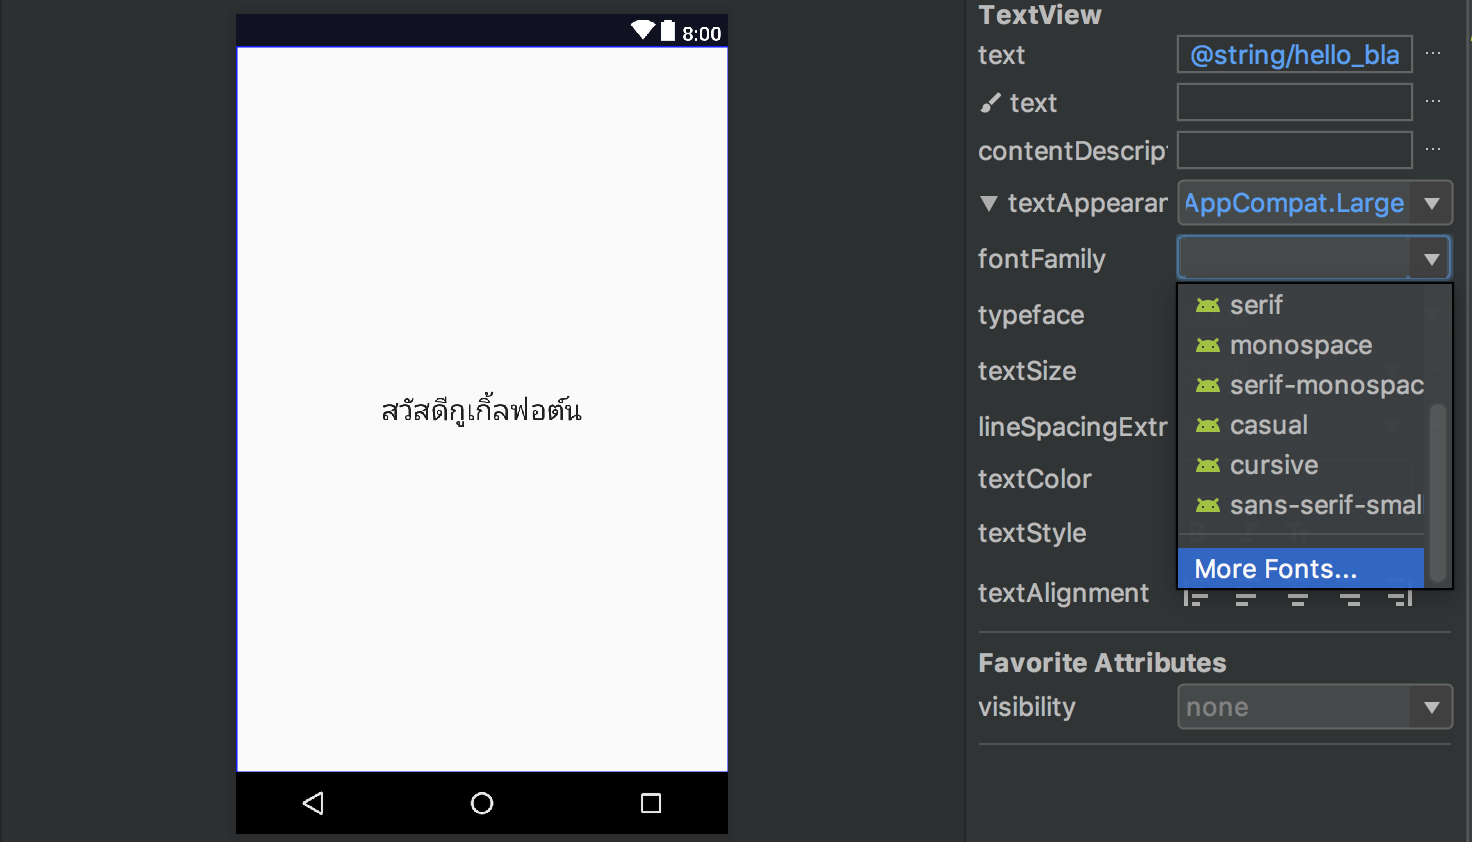 8:00
สวัสดีกูเกิ้ลฟอต์น
TextView
text
@string/hello_bla
text
contentDescrip
textAppearar
AppCompat.Large
fontFamily
serif
typeface
monospace
textSize
serif-monospac
lineSpacingExtr
casual
cursive
textColor
sans-serif-smal
textStyle
More Fonts...
textAlignment
Favorite Attributes
visibility
none